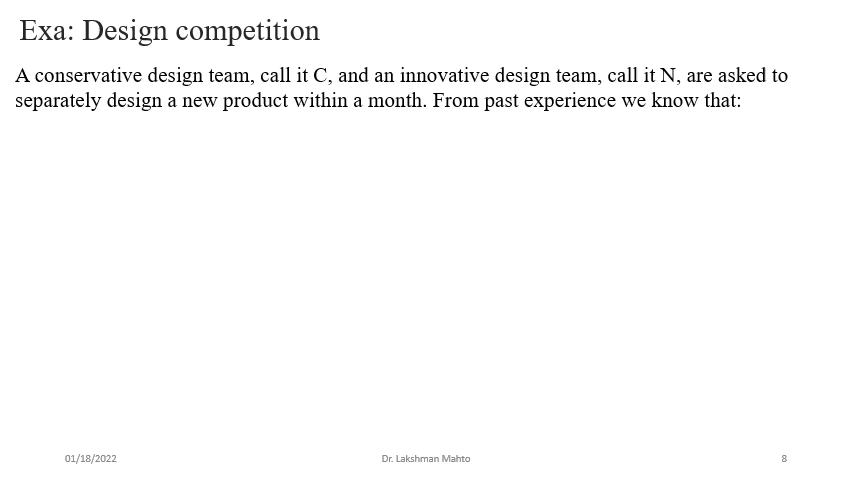 Exa: Design competition
A conservative design team, call it C, and an innovative design team, call it N, are asked to
separately design a new product within a month. From past experience we know that:
01/18/2022
Dr. Lakshman Mahto
8